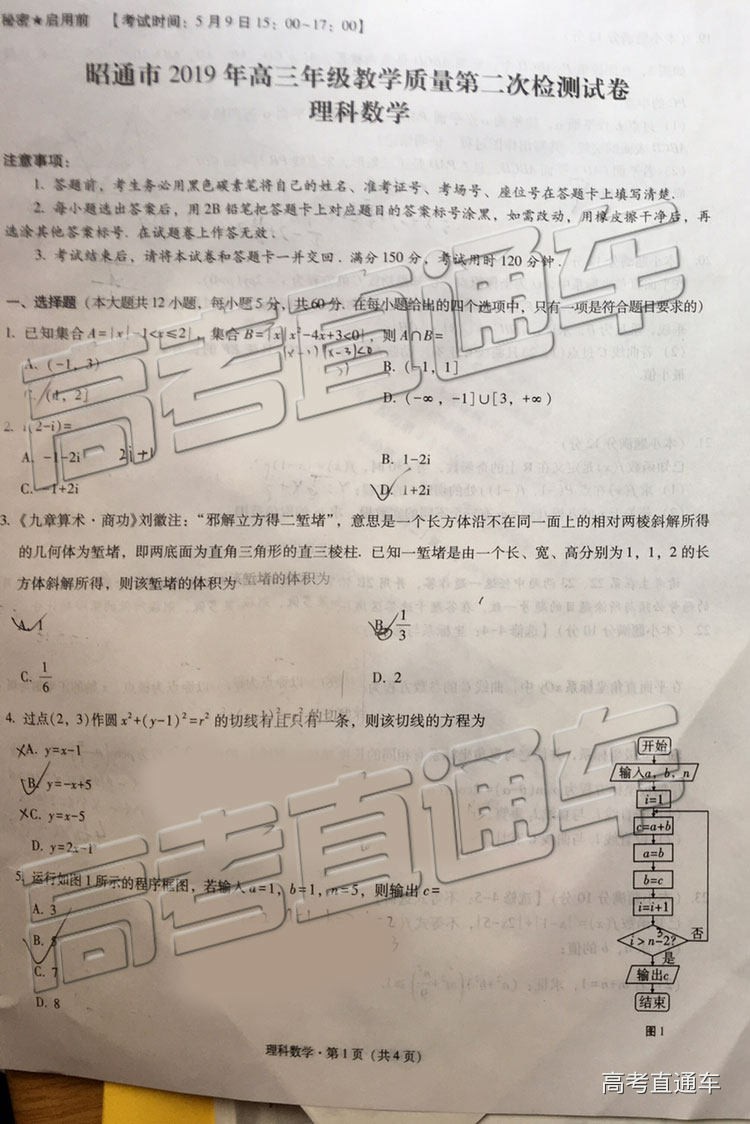 秘密★启用前 【考试时间：5月9日15：00~17：00】
昭通市2019年高三年级教学质量第二次检测试卷
理科数学
注意事项：
1. 答题前，考生务必用黑色碳素笔将自己的姓名、准考证号、考场号、座位号在答题卡上填写清楚.
2. 每小题选出答案后，用2B铅笔把答题卡上对应题目的答案标号涂黑，如需改动，用橡皮擦干净后，再
选涂其他答案标号. 在试题卷上作答无效.
3. 考试结束后，请将本试卷和答题卡一并交回. 满分150分，考试用时120分钟.
一、选择题（本大题共12小题，每小题5分，共60分. 在每小题给出的四个选项中，只有一项是符合题目要求的）
1. 已知集合A={x|-1<x≤2}，集合B={x|x²-4x+3<0}，则A∩B=
(x-1)(x-3)<0
A. (-1, 3)
B. (-1, 1]
C. (1, 2]
D. (-∞, -1]∪[3, +∞)
2. i(2-i)=
2i+1
A. -1-2i
B. 1-2i
C. -1+2i
D. 1+2i
3. 《九章算术·商功》刘徽注：“邪解立方得二堑堵”，意思是一个长方体沿不在同一面上的相对两棱斜解所得
的几何体为堑堵，即两底面为直角三角形的直三棱柱. 已知一堑堵是由一个长、宽、高分别为1，1，2的长
方体斜解所得，则该堑堵的体积为
A. 1
B. 1/3
C. 1/6
D. 2
4. 过点(2, 3)作圆x²+(y-1)²=r²的切线有且只有一条，则该切线的方程为
A. y=x-1
B. y=-x+5
C. y=x-5
D. y=2x-1
5. 运行如图1所示的程序框图，若输入a=1，b=1，n=5，则输出c=
A. 3
B. 5
C. 7
D. 8
开始
输入a，b，n
i=1
c=a+b
a=b
b=c
i=i+1
i>n-2?
3
否
是
输出c
结束
图1
理科数学·第1页（共4页）
高考直通车
高考直通车
高考直通车